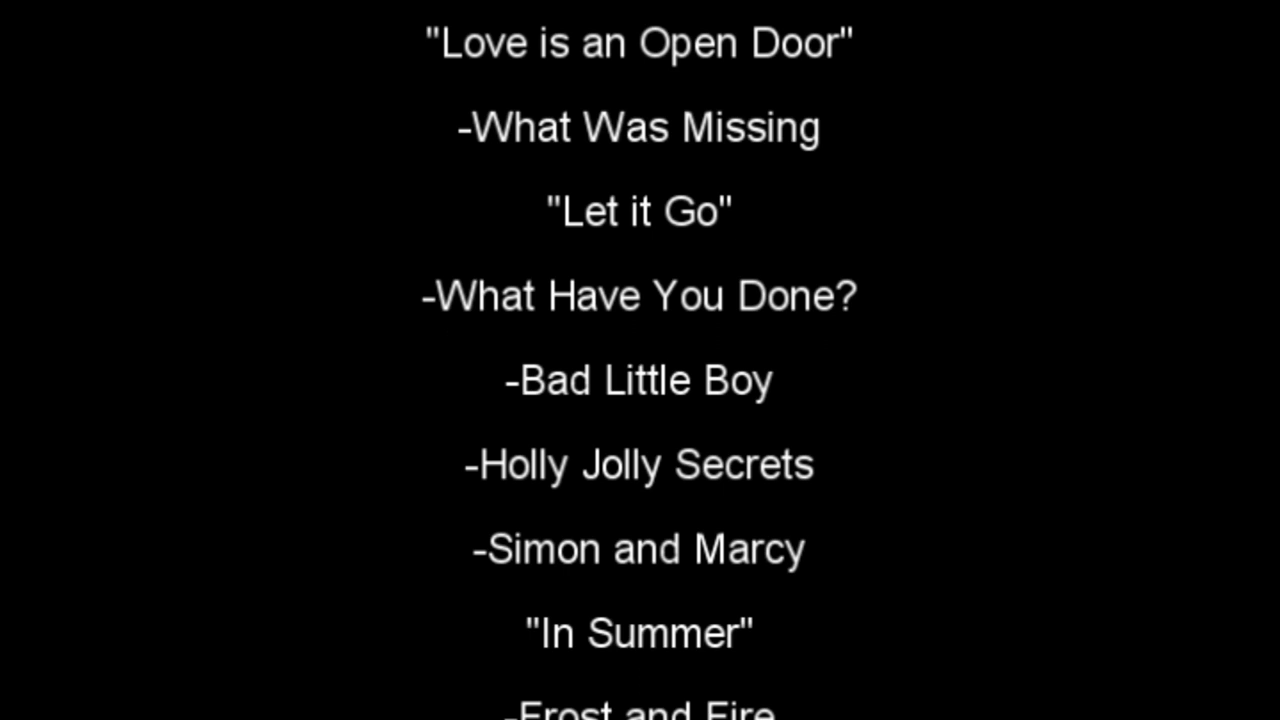 "Love is an Open Door"
-What Was Missing
"Let it Go"
-What Have You Done?
-Bad Little Boy
-Holly Jolly Secrets
-Simon and Marcy
"In Summer"
-Frost and Fire